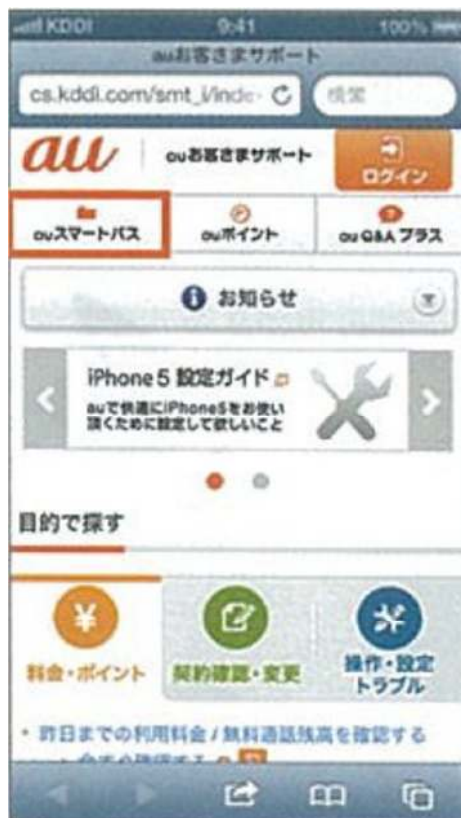 KDDI 9:41 100%
auお客さまサポート
cs.kddi.com/smt_i/inde 検索
au auお客さまサポート ログイン
auスマートパス auポイント au Q&A プラス
お知らせ
iPhone 5 設定ガイド
auで快適にiPhone5をお使い
頂くために設定して欲しいこと
目的で探す
料金・ポイント 契約確認・変更 操作・設定
トラブル
・昨日までの利用料金 / 無料通話残高を確認する